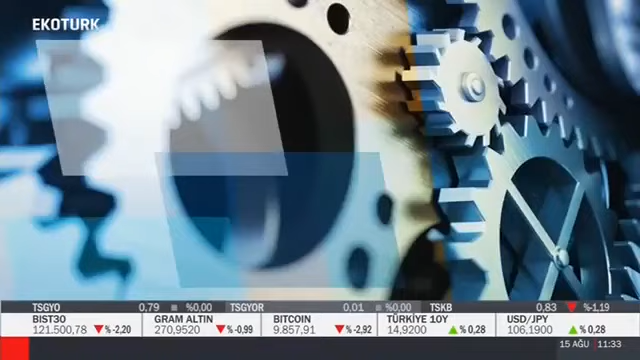 EKOTURK
TSGYO 0,79 %0,00 TSGYOR 0,01 %0,00 TSKB 0,83 %-1,19
BIST30 GRAM ALTIN BITCOIN TÜRKİYE 10Y USD/JPY
121.500,78 % -2,20 270,9520 % -0,99 9.857,91 % -2,92 14,9200 % 0,28 106,1900 % 0,28
15 AĞU 11:33